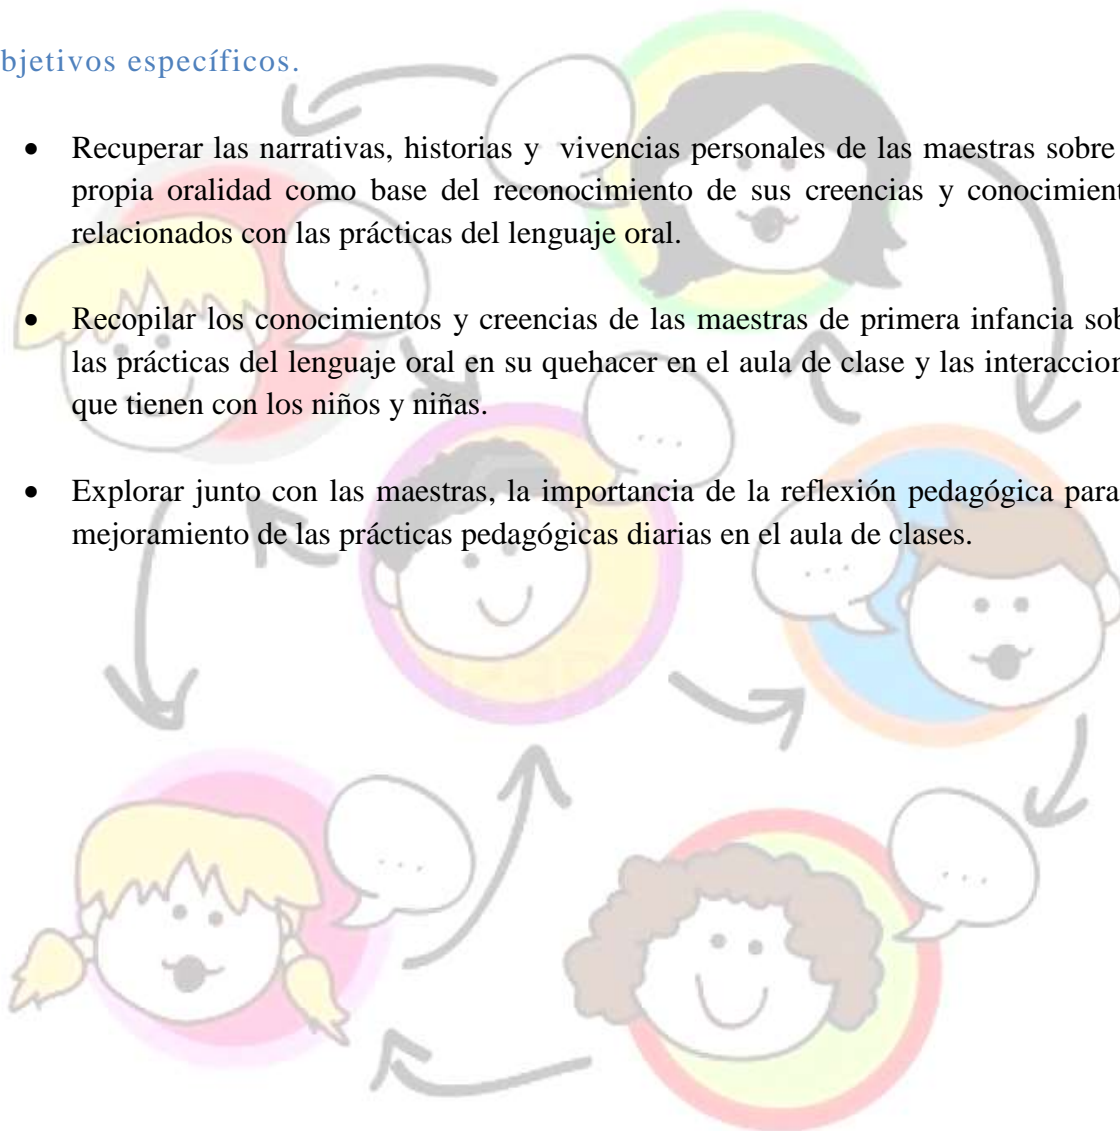 bjetivos específicos.
• Recuperar las narrativas, historias y vivencias personales de las maestras sobre
propia oralidad como base del reconocimiento de sus creencias y conocimient
relacionados con las prácticas del lenguaje oral.
• Recopilar los conocimientos y creencias de las maestras de primera infancia sob
las prácticas del lenguaje oral en su quehacer en el aula de clase y las interaccion
que tienen con los niños y niñas.
• Explorar junto con las maestras, la importancia de la reflexión pedagógica para
mejoramiento de las prácticas pedagógicas diarias en el aula de clases.